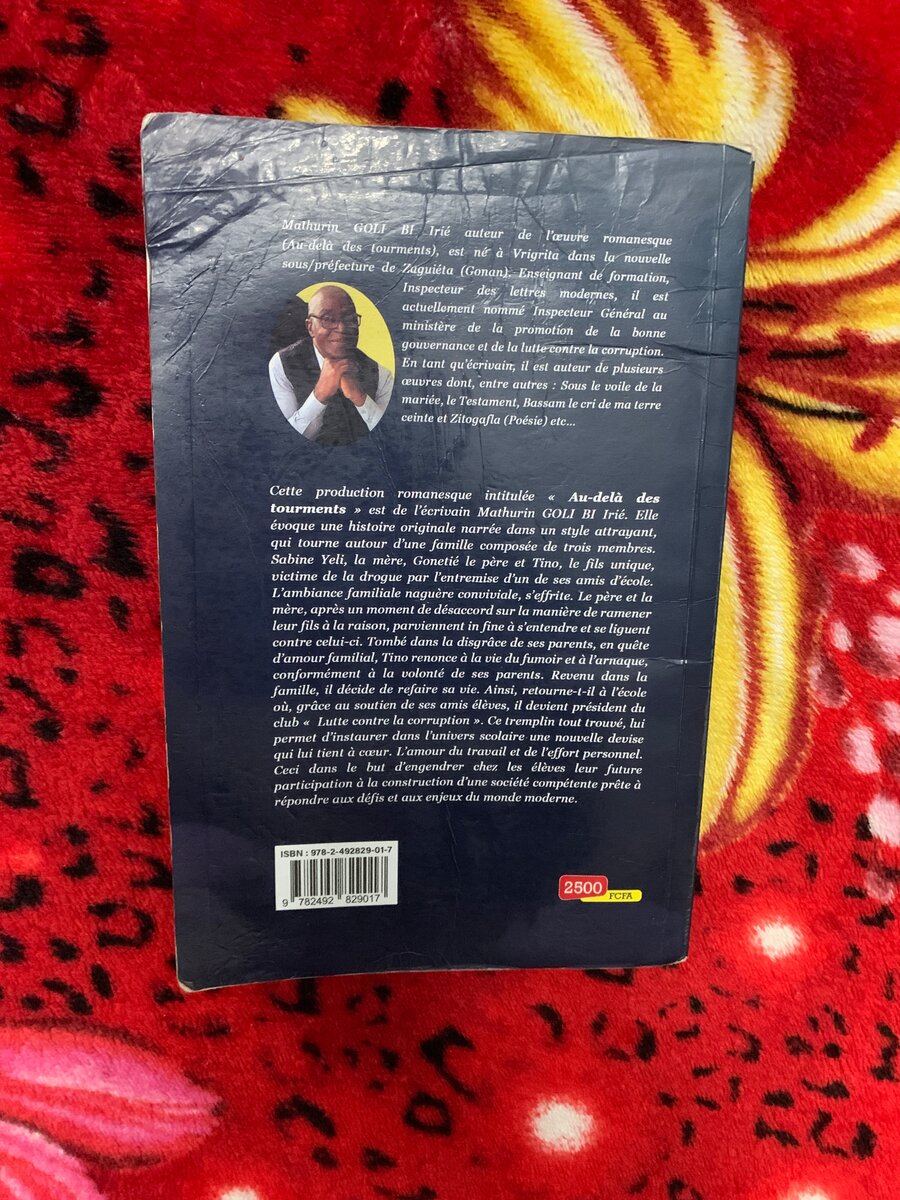 Mathurin GOLI BI Irié auteur de l'œuvre romanesque
(Au-delà des tourments), est né à Vrigrita dans la nouvelle
sous/préfecture de Zaguiéta (Gonan). Enseignant de formation,
Inspecteur des lettres modernes, il est
actuellement nommé Inspecteur Général au
ministère de la promotion de la bonne
gouvernance et de la lutte contre la corruption.
En tant qu'écrivain, il est auteur de plusieurs
œuvres dont, entre autres : Sous le voile de la
mariée, le Testament, Bassam le cri de ma terre
ceinte et Zitogafla (Poésie) etc...
Cette production romanesque intitulée « Au-delà des
tourments » est de l'écrivain Mathurin GOLI BI Irié. Elle
évoque une histoire originale narrée dans un style attrayant,
qui tourne autour d'une famille composée de trois membres.
Sabine Yeli, la mère, Gonetié le père et Tino, le fils unique,
victime de la drogue par l'entremise d'un de ses amis d'école.
L'ambiance familiale naguère conviviale, s'effrite. Le père et la
mère, après un moment de désaccord sur la manière de ramener
leur fils à la raison, parviennent in fine à s'entendre et se liguent
contre celui-ci. Tombé dans la disgrâce de ses parents, en quête
d'amour familial, Tino renonce à la vie du fumoir et à l'arnaque,
conformément à la volonté de ses parents. Revenu dans la
famille, il décide de refaire sa vie. Ainsi, retourne-t-il à l'école
où, grâce au soutien de ses amis élèves, il devient président du
club « Lutte contre la corruption ». Ce tremplin tout trouvé, lui
permet d'instaurer dans l'univers scolaire une nouvelle devise
qui lui tient à cœur. L'amour du travail et de l'effort personnel.
Ceci dans le but d'engendrer chez les élèves leur future
participation à la construction d'une société compétente prête à
répondre aux défis et aux enjeux du monde moderne.
ISBN : 978-2-492829-01-7
9 782492 829017
2500
FCFA